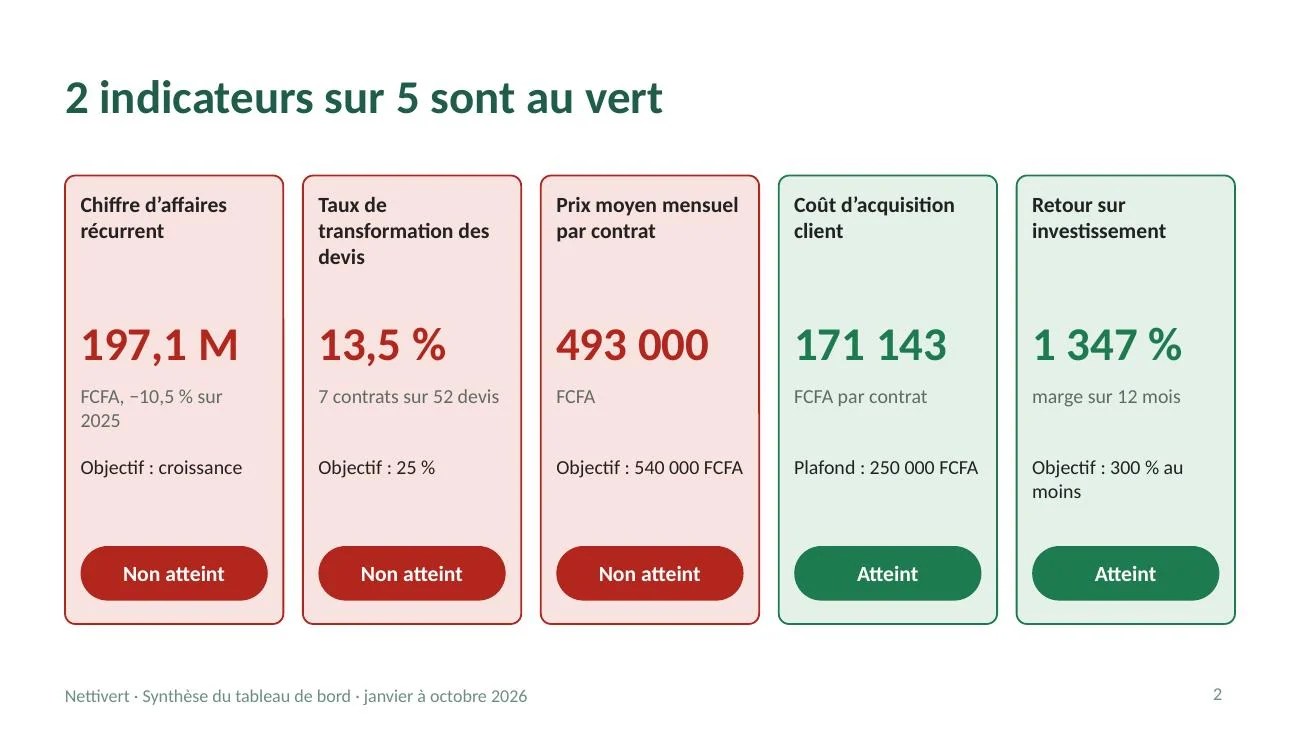 2 indicateurs sur 5 sont au vert
Chiffre d’affaires
récurrent
197,1 M
FCFA, −10,5 % sur
2025
Objectif : croissance
Non atteint
Taux de
transformation des
devis
13,5 %
7 contrats sur 52 devis
Objectif : 25 %
Non atteint
Prix moyen mensuel
par contrat
493 000
FCFA
Objectif : 540 000 FCFA
Non atteint
Coût d’acquisition
client
171 143
FCFA par contrat
Plafond : 250 000 FCFA
Atteint
Retour sur
investissement
1 347 %
marge sur 12 mois
Objectif : 300 % au
moins
Atteint
Nettivert · Synthèse du tableau de bord · janvier à octobre 2026
2